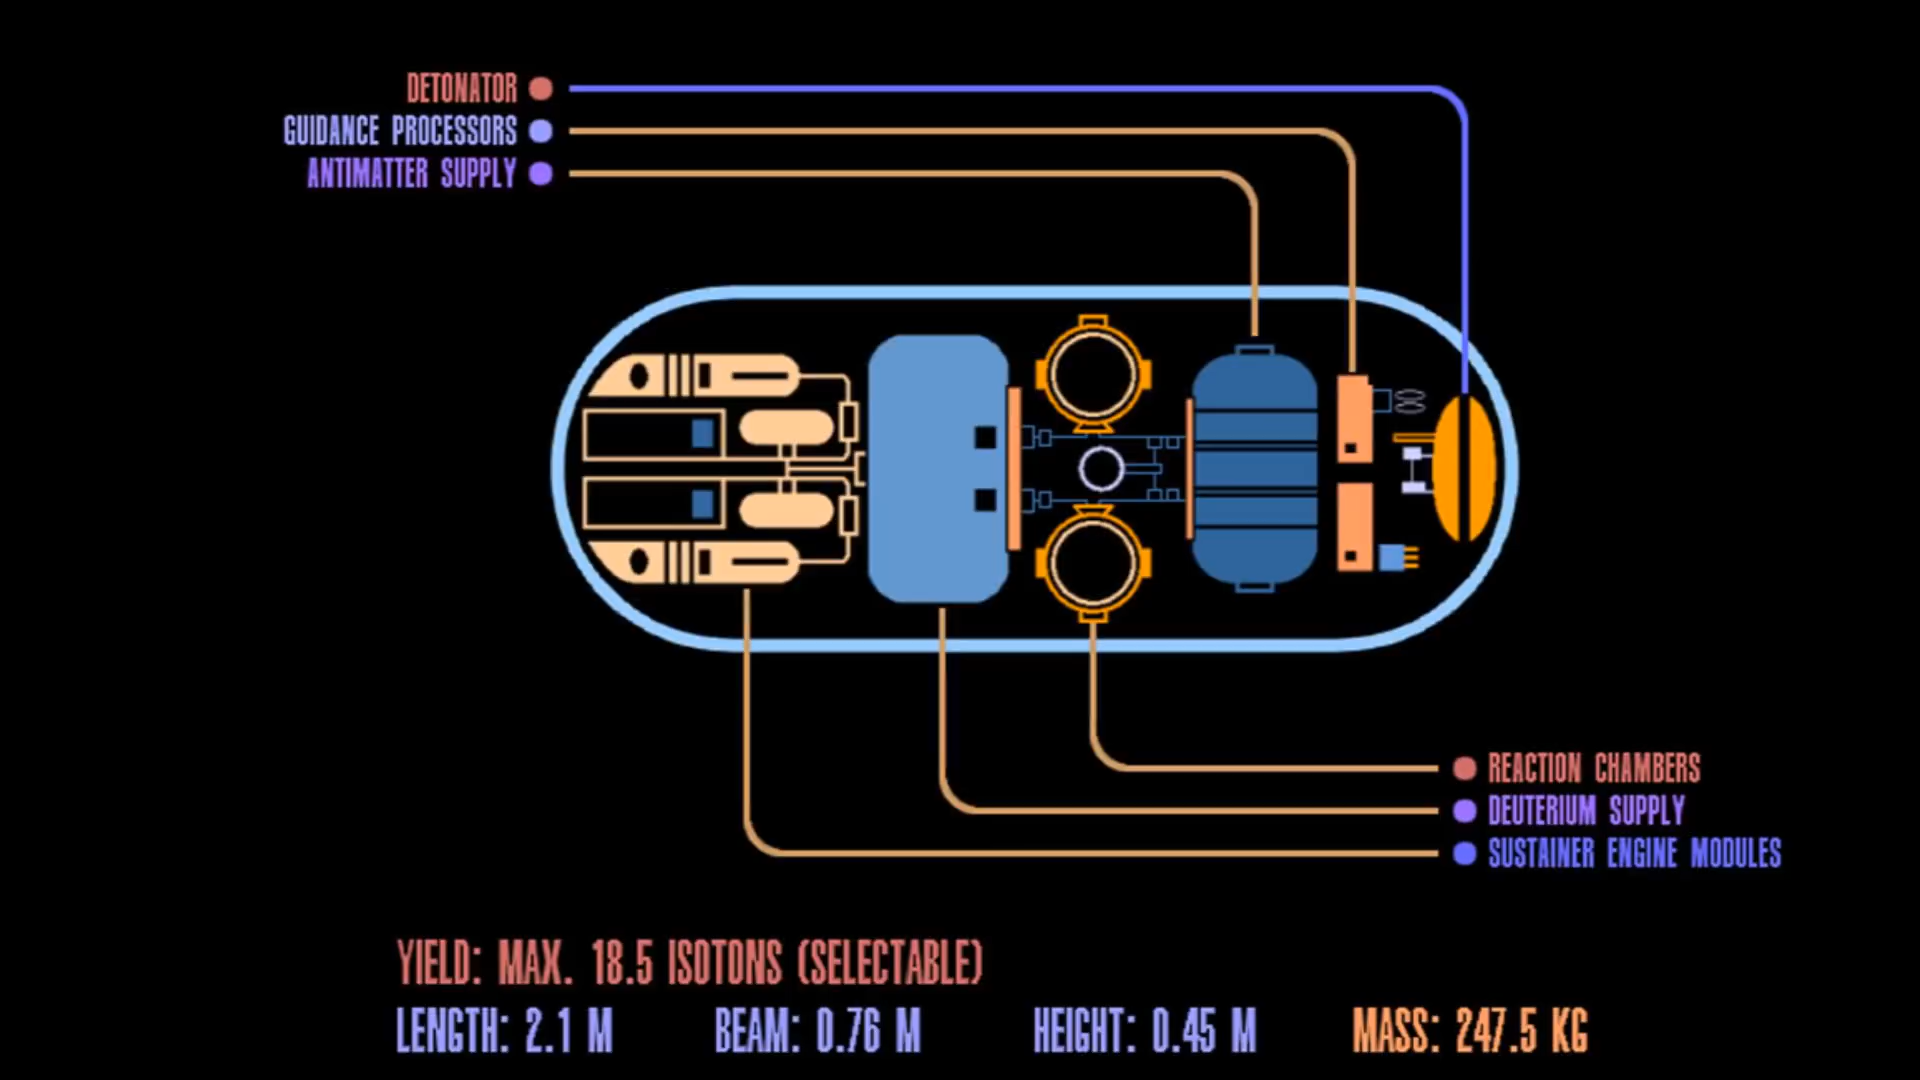 DETONATOR
GUIDANCE PROCESSORS
ANTIMATTER SUPPLY
REACTION CHAMBERS
DEUTERIUM SUPPLY
SUSTAINER ENGINE MODULES
YIELD: MAX. 18.5 ISOTONS (SELECTABLE)
LENGTH: 2.1 M BEAM: 0.76 M HEIGHT: 0.45 M MASS: 247.5 KG